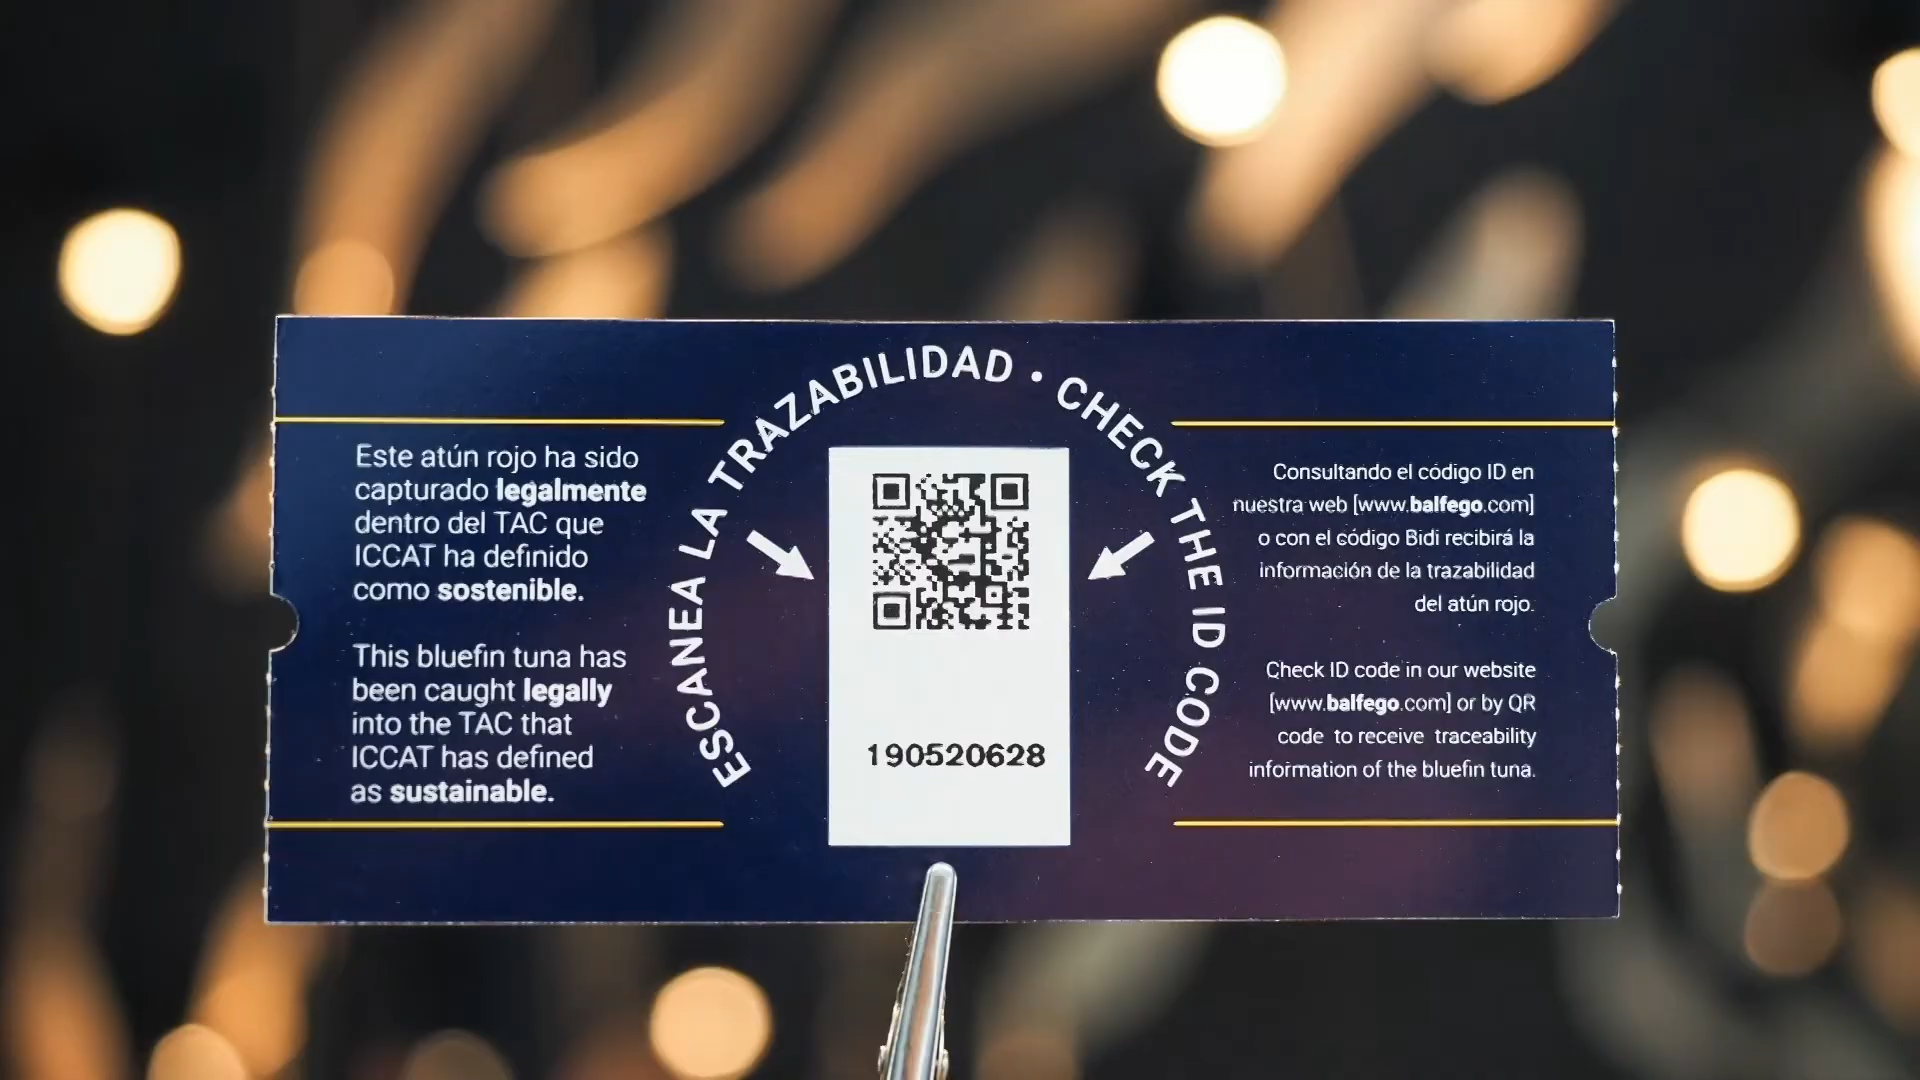 ESCANEA LA TRAZABILIDAD • CHECK THE ID CODE
Este atún rojo ha sido
capturado legalmente
dentro del TAC que
ICCAT ha definido
como sostenible.
This bluefin tuna has
been caught legally
into the TAC that
ICCAT has defined
as sustainable.
190520628
Consultando el código ID en
nuestra web [www.balfego.com]
o con el código Bidi recibirá la
información de la trazabilidad
del atún rojo.
Check ID code in our website
[www.balfego.com] or by QR
code to receive traceability
information of the bluefin tuna.